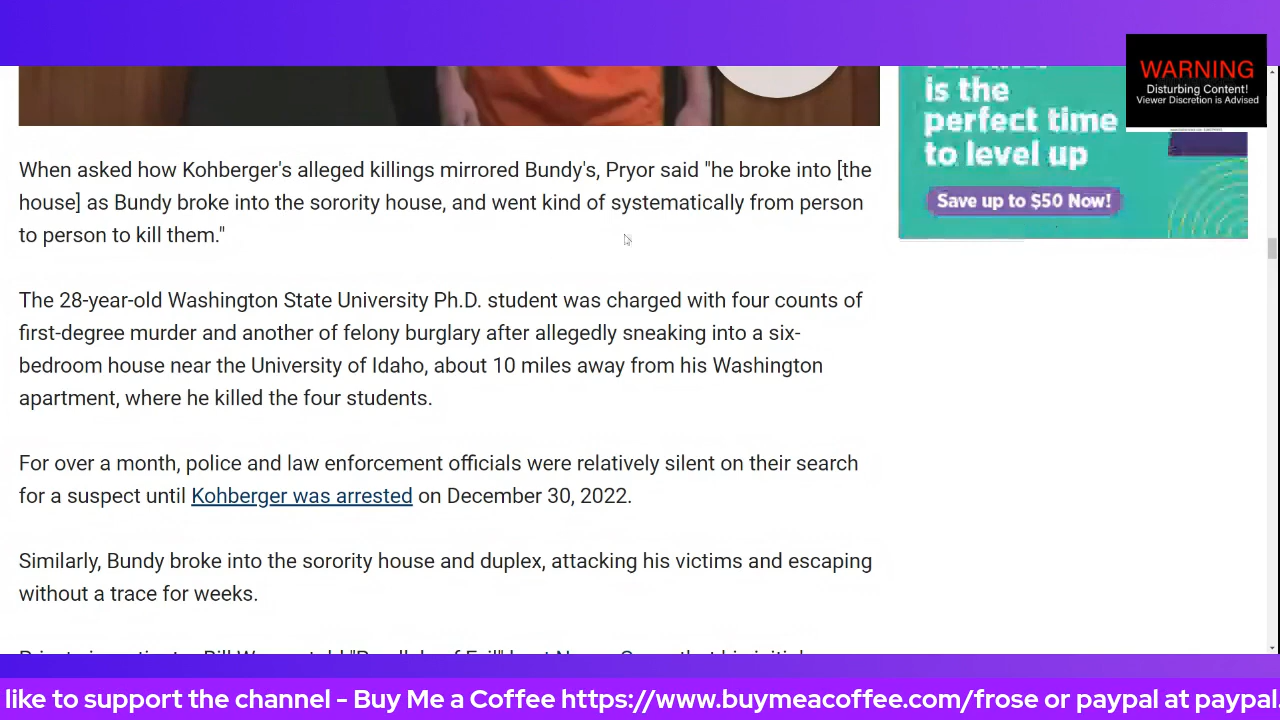 WARNING
Disturbing Content!
Viewer Discretion is Advised
is the
perfect time
to level up
Save up to $50 Now!
When asked how Kohberger's alleged killings mirrored Bundy's, Pryor said "he broke into [the
house] as Bundy broke into the sorority house, and went kind of systematically from person
to person to kill them."
The 28-year-old Washington State University Ph.D. student was charged with four counts of
first-degree murder and another of felony burglary after allegedly sneaking into a six-
bedroom house near the University of Idaho, about 10 miles away from his Washington
apartment, where he killed the four students.
For over a month, police and law enforcement officials were relatively silent on their search
for a suspect until Kohberger was arrested on December 30, 2022.
Similarly, Bundy broke into the sorority house and duplex, attacking his victims and escaping
without a trace for weeks.
like to support the channel - Buy Me a Coffee https://www.buymeacoffee.com/frose or paypal at paypal.